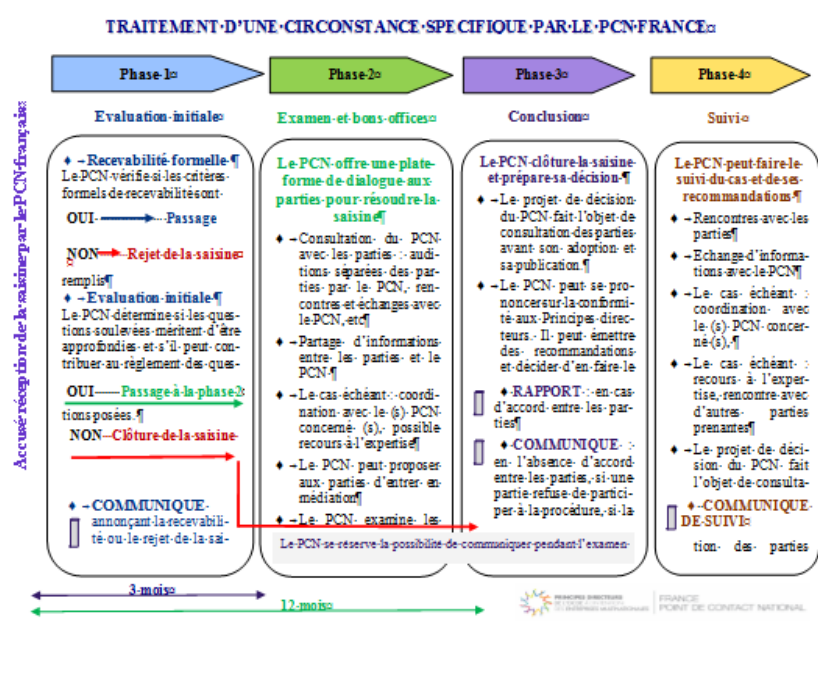 TRAITEMENT·D’UNE·CIRCONSTANCE·SPECIFIQUE·PAR·LE·PCN·FRANCE¤
Accusé·réception·de·la·saisine·par·le·PCN·français¤
Phase·1¤
Evaluation·initiale¤
♦→Recevabilité·formelle·¶
Le·PCN·vérifie·si·les·critères·
formels·de·recevabilité·sont·
OUI·→·Passage
NON→·Rejet·de·la·saisine¤
remplis¶
♦→Evaluation·initiale·¶
Le·PCN·détermine·si·les·ques-
tions·soulevées·méritent·d’être·
approfondies·et·s’il·peut·con-
tribuer·au·règlement·des·ques-
OUI·——Passage·à·la·phase·2¤
tions·posées.·¶
NON—Clôture·de·la·saisine·
♦→COMMUNIQUE·
annonçant·la·recevabili-
té·ou·le·rejet·de·la·sai-
Phase·2¤
Examen·et·bons·offices¤
Le·PCN·offre·une·plate-
forme·de·dialogue·aux·
parties·pour·résoudre·la·
saisine¶
♦→Consultation·du·PCN·
avec·les·parties·:·audi-
tions·séparées·des·par-
ties·par·le·PCN,·ren-
contres·et·échanges·avec·
le·PCN,·etc¶
♦→Partage·d’informations·
entre·les·parties·et·le·
PCN·¶
♦→Le·cas·échéant·:·coordi-
nation·avec·le·(s)·PCN·
concerné·(s),·possible·
recours·à·l’expertise¶
♦→Le·PCN·peut·proposer·
aux·parties·d’entrer·en·
médiation¶
♦→Le·PCN·examine·les·
Le·PCN·se·réserve·la·possibilité·de·communiquer·pendant·l’examen·
Phase·3¤
Conclusion¤
Le·PCN·clôture·la·saisine·
et·prépare·sa·décision·¶
♦→Le·projet·de·décision·
du·PCN·fait·l’objet·de·
consultation·des·parties·
avant·son·adoption·et·
sa·publication.¶
♦→Le·PCN·peut·se·pro-
noncer·sur·la·conformi-
té·aux·Principes·direc-
teurs.·Il·peut·émettre·
des·recommandations·
et·décider·d’en·faire·le·
♦RAPPORT·:·en·cas·
d’accord·entre·les·par-
ties¶
♦COMMUNIQUE·:·
en·l’absence·d’accord·
entre·les·parties,·si·une·
partie·refuse·de·partici-
per·à·la·procédure,·si·la·
Phase·4¤
Suivi¤
Le·PCN·peut·faire·le·
suivi·du·cas·et·de·ses·
recommandations·¶
♦→Rencontres·avec·les·
parties¶
♦→Echange·d’informa-
tions·avec·le·PCN¶
♦→Le·cas·échéant·:·
coordination·avec·
le·(s)·PCN·concer-
né·(s),·¶
♦→Le·cas·échéant·:·
recours·à·l’exper-
tise,·rencontre·avec·
d’autres·parties·
prenantes¶
♦→Le·projet·de·déci-
sion·du·PCN·fait·
l’objet·de·consulta-
♦→COMMUNIQUE·
DE·SUIVI¤
tion·des·parties
3·mois¤
12·mois¤
PRINCIPES DIRECTEURS
FRANCE
POINT DE CONTACT NATIONAL